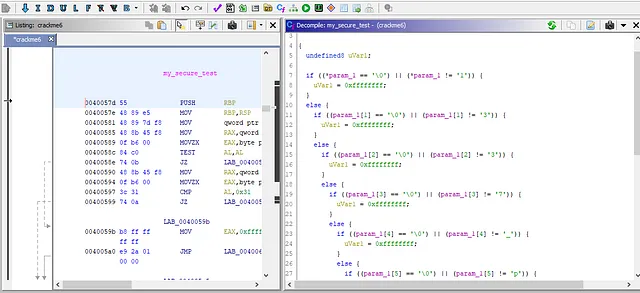 I D U L F K V B
Listing: crackme6
*crackme6
my_secure_test
0040057d 55 PUSH RBP
0040057e 48 89 e5 MOV RBP,RSP
00400581 48 89 7d f8 MOV qword ptr
00400585 48 8b 45 f8 MOV RAX,qword
00400589 0f b6 00 MOVZX EAX,byte p
0040058c 84 c0 TEST AL,AL
0040058e 74 0b JZ LAB_004005
00400590 48 8b 45 f8 MOV RAX,qword
00400594 0f b6 00 MOVZX EAX,byte p
00400597 3c 31 CMP AL,0x31
00400599 74 0a JZ LAB_004005
LAB_0040059b
0040059b b8 ff ff MOV EAX,0xffff
ff ff
004005a0 e9 2a 01 JMP LAB_004006
00 00
Decompile: my_secure_test - (crackme6)
3
4 {
5 undefined8 uVar1;
6
7 if ((*param_1 == '\0') || (*param_1 != '1')) {
8 uVar1 = 0xffffffff;
9 }
10 else {
11 if ((param_1[1] == '\0') || (param_1[1] != '3')) {
12 uVar1 = 0xffffffff;
13 }
14 else {
15 if ((param_1[2] == '\0') || (param_1[2] != '3')) {
16 uVar1 = 0xffffffff;
17 }
18 else {
19 if ((param_1[3] == '\0') || (param_1[3] != '7')) {
20 uVar1 = 0xffffffff;
21 }
22 else {
23 if ((param_1[4] == '\0') || (param_1[4] != '_')) {
24 uVar1 = 0xffffffff;
25 }
26 else {
27 if ((param_1[5] == '\0') || (param_1[5] != 'p')) {